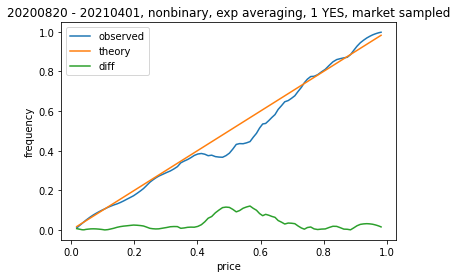 20200820 - 20210401, nonbinary, exp averaging, 1 YES, market sampled
observed
theory
diff
1.0
0.8
0.6
0.4
0.2
0.0
frequency
0.0 0.2 0.4 0.6 0.8 1.0
price